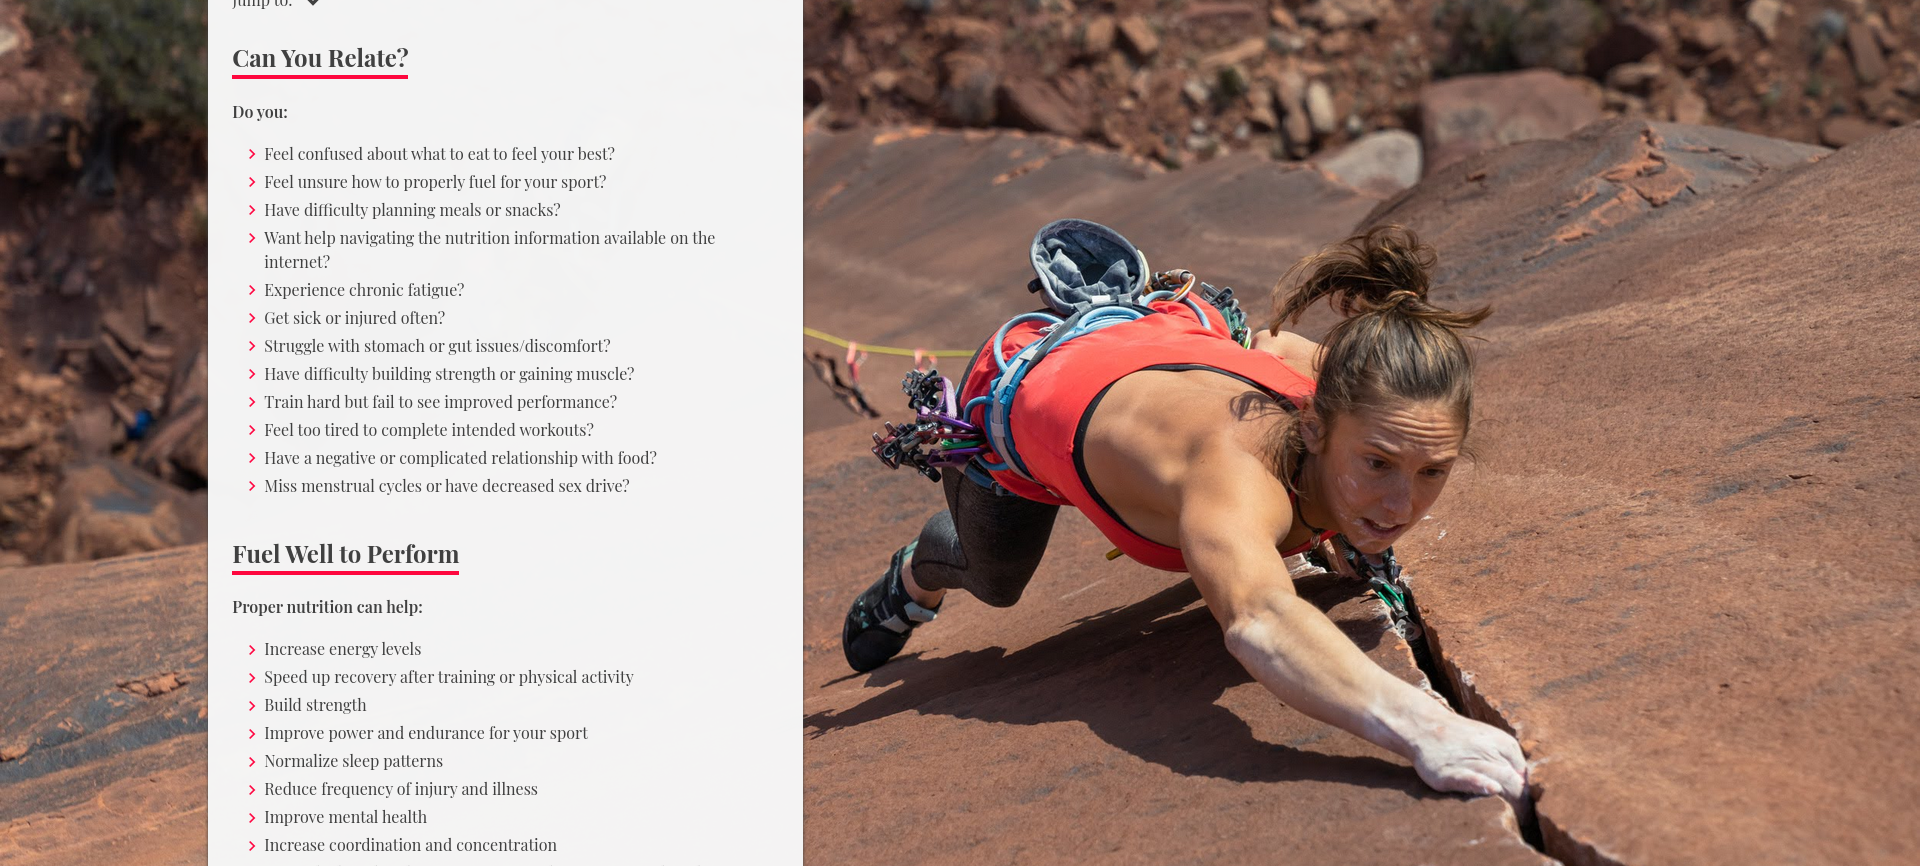 Jump to:
Can You Relate?
Do you:
Feel confused about what to eat to feel your best?
Feel unsure how to properly fuel for your sport?
Have difficulty planning meals or snacks?
Want help navigating the nutrition information available on the
internet?
Experience chronic fatigue?
Get sick or injured often?
Struggle with stomach or gut issues/discomfort?
Have difficulty building strength or gaining muscle?
Train hard but fail to see improved performance?
Feel too tired to complete intended workouts?
Have a negative or complicated relationship with food?
Miss menstrual cycles or have decreased sex drive?
Fuel Well to Perform
Proper nutrition can help:
Increase energy levels
Speed up recovery after training or physical activity
Build strength
Improve power and endurance for your sport
Normalize sleep patterns
Reduce frequency of injury and illness
Improve mental health
Increase coordination and concentration